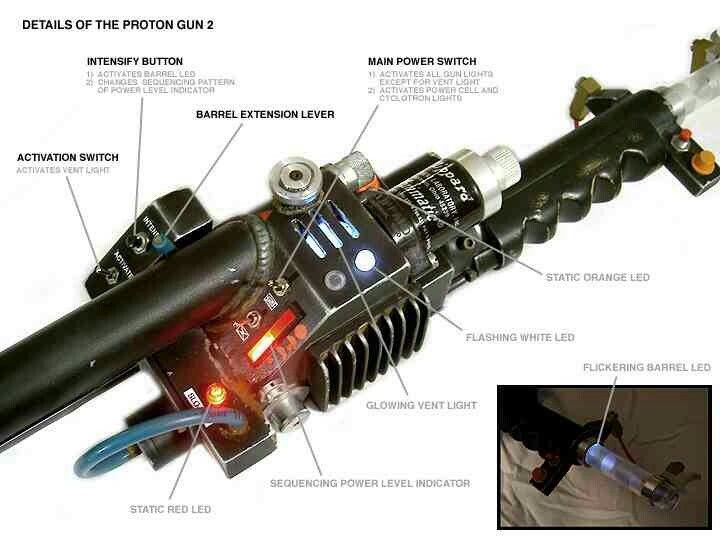 DETAILS OF THE PROTON GUN 2
INTENSIFY BUTTON
1) ACTIVATES BARREL LED
2) CHANGES SEQUENCING PATTERN
OF POWER LEVEL INDICATOR
MAIN POWER SWITCH
1) ACTIVATES ALL GUN LIGHTS
EXCEPT FOR VENT LIGHT
2) ACTIVATES POWER CELL AND
CYCLOTRON LIGHTS
BARREL EXTENSION LEVER
ACTIVATION SWITCH
ACTIVATES VENT LIGHT
LABORATORY
INTENS
ACTIVATE
STATIC ORANGE LED
FLASHING WHITE LED
FLICKERING BARREL LED
GLOWING VENT LIGHT
SLO
SEQUENCING POWER LEVEL INDICATOR
STATIC RED LED